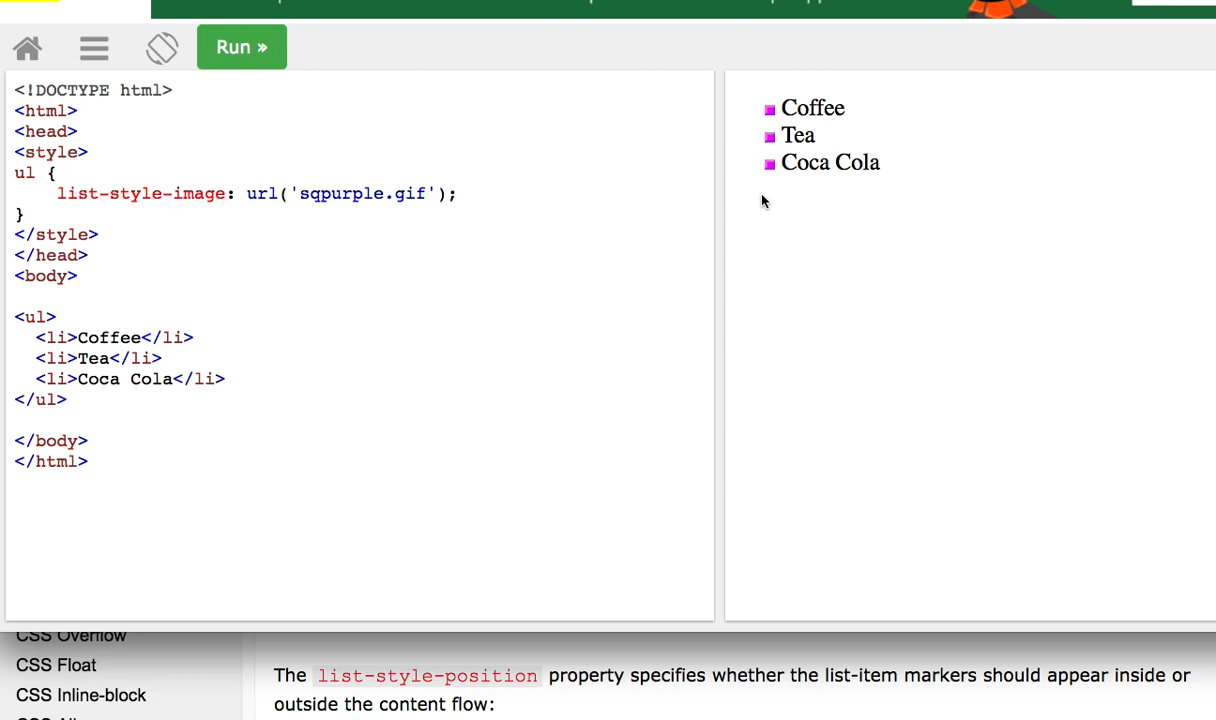 Run »
<!DOCTYPE html>
<html>
<head>
<style>
ul {
    list-style-image: url('sqpurple.gif');
}
</style>
</head>
<body>

<ul>
  <li>Coffee</li>
  <li>Tea</li>
  <li>Coca Cola</li>
</ul>

</body>
</html>
Coffee
Tea
Coca Cola
CSS Overflow
CSS Float
CSS Inline-block
The list-style-position property specifies whether the list-item markers should appear inside or
outside the content flow: